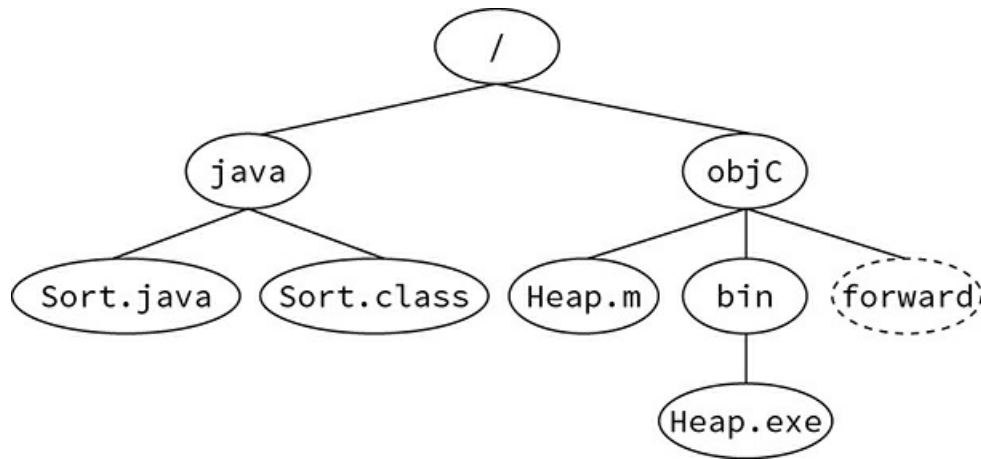 /
java
objC
Sort.java
Sort.class
Heap.m
bin
forward
Heap.exe